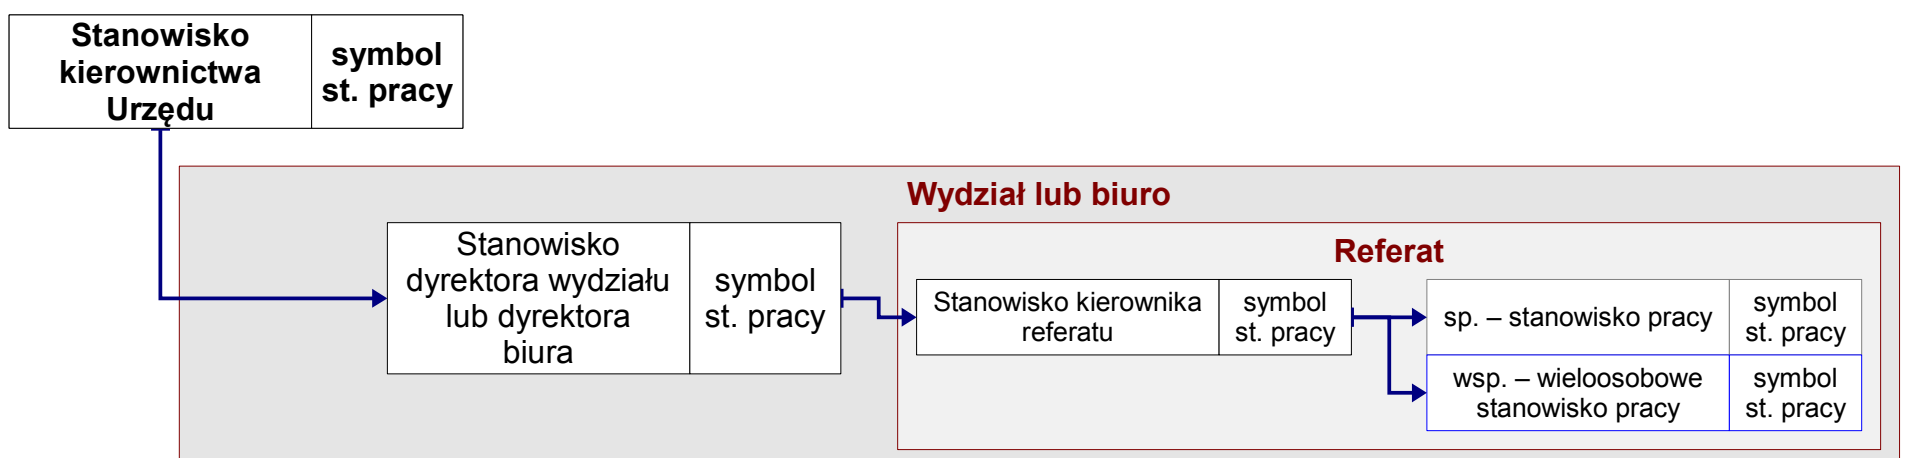 Stanowisko
kierownictwa
Urzędu
symbol
st. pracy
Wydział lub biuro
Stanowisko
dyrektora wydziału
lub dyrektora
biura
symbol
st. pracy
Referat
Stanowisko kierownika
referatu
symbol
st. pracy
sp. – stanowisko pracy
symbol
st. pracy
wsp. – wieloosobowe
stanowisko pracy
symbol
st. pracy